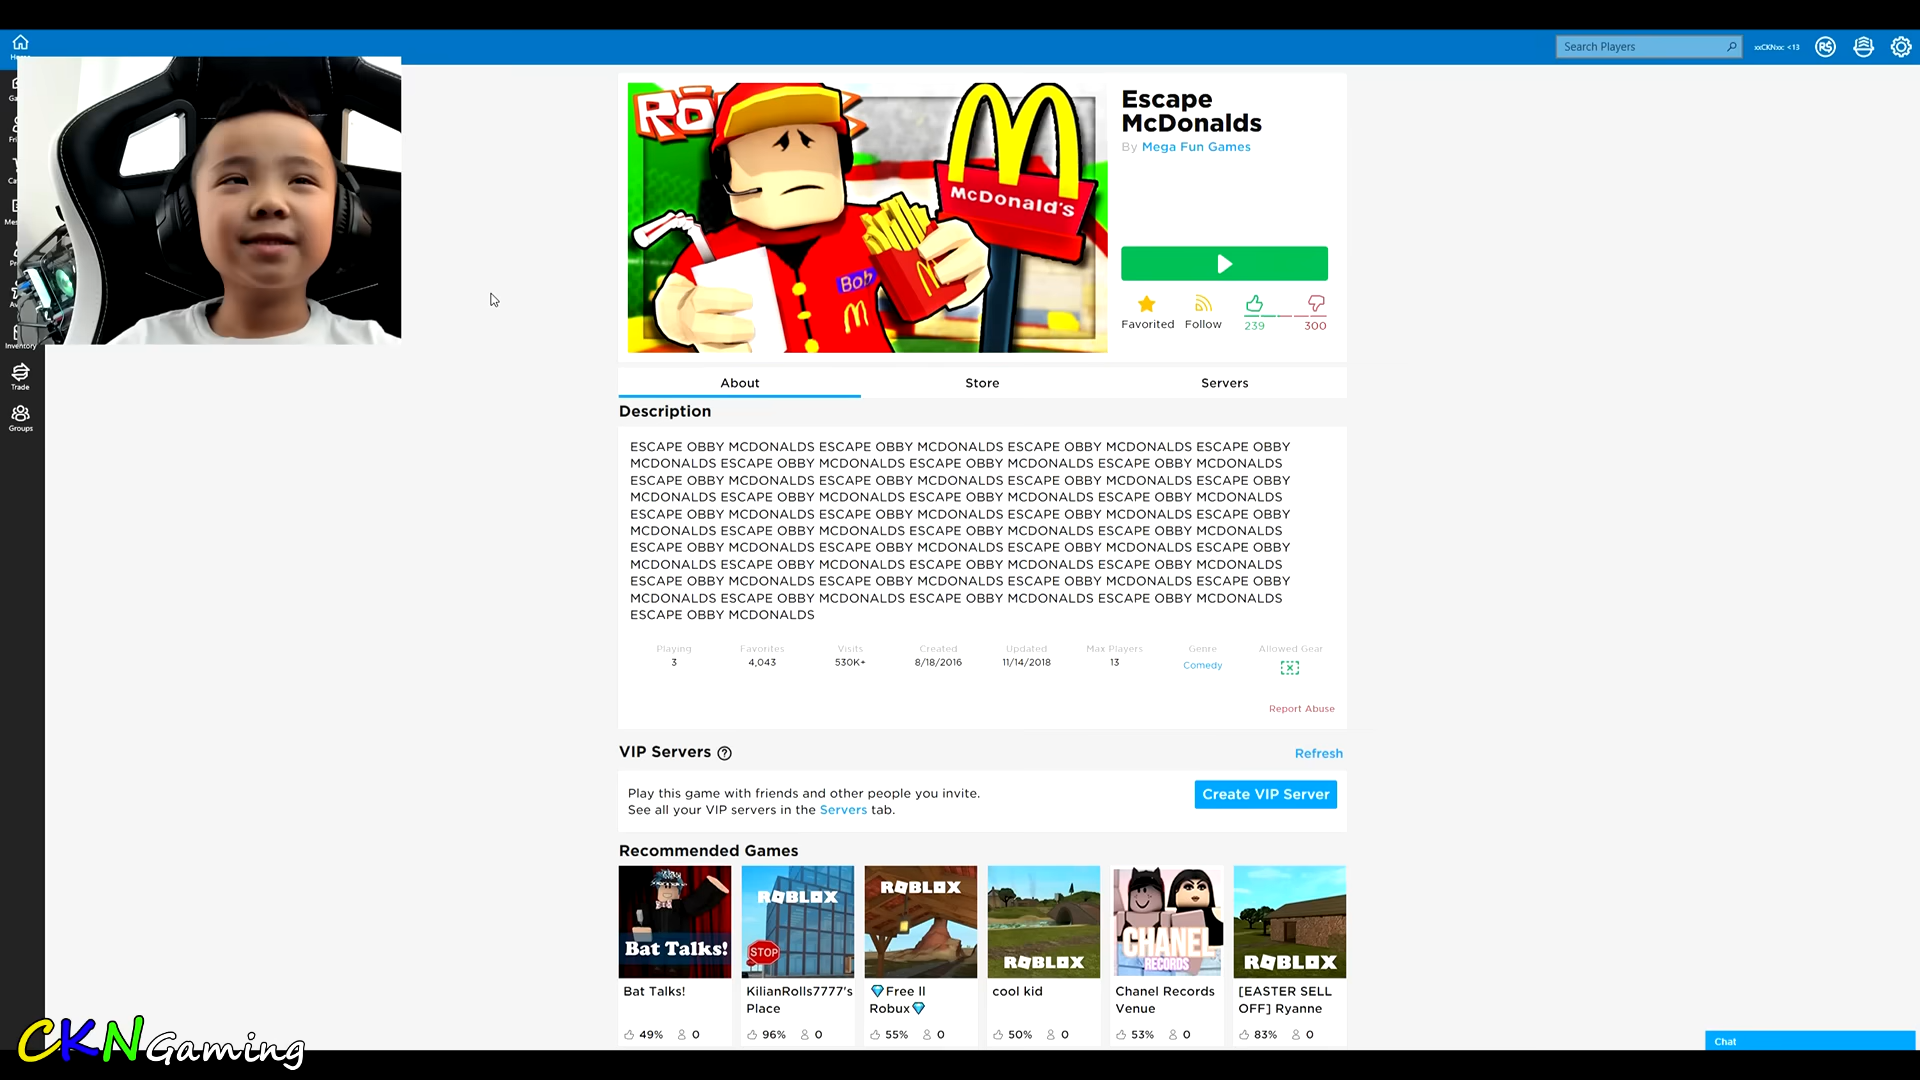 Search Players
xxCKNxc <13
Trade
Groups
Inventory
McDonald's
Bob
Escape
McDonalds
By Mega Fun Games
Favorited
Follow
239
300
About
Store
Servers
Description
ESCAPE OBBY MCDONALDS ESCAPE OBBY MCDONALDS ESCAPE OBBY MCDONALDS ESCAPE OBBY
MCDONALDS ESCAPE OBBY MCDONALDS ESCAPE OBBY MCDONALDS ESCAPE OBBY MCDONALDS
ESCAPE OBBY MCDONALDS ESCAPE OBBY MCDONALDS ESCAPE OBBY MCDONALDS ESCAPE OBBY
MCDONALDS ESCAPE OBBY MCDONALDS ESCAPE OBBY MCDONALDS ESCAPE OBBY MCDONALDS
ESCAPE OBBY MCDONALDS ESCAPE OBBY MCDONALDS ESCAPE OBBY MCDONALDS ESCAPE OBBY
MCDONALDS ESCAPE OBBY MCDONALDS ESCAPE OBBY MCDONALDS ESCAPE OBBY MCDONALDS
ESCAPE OBBY MCDONALDS ESCAPE OBBY MCDONALDS ESCAPE OBBY MCDONALDS ESCAPE OBBY
MCDONALDS ESCAPE OBBY MCDONALDS ESCAPE OBBY MCDONALDS ESCAPE OBBY MCDONALDS
ESCAPE OBBY MCDONALDS ESCAPE OBBY MCDONALDS ESCAPE OBBY MCDONALDS ESCAPE OBBY
MCDONALDS ESCAPE OBBY MCDONALDS ESCAPE OBBY MCDONALDS ESCAPE OBBY MCDONALDS
ESCAPE OBBY MCDONALDS
Playing Favorites Visits Created Updated Max Players Genre Allowed Gear
3 4,043 530K+ 8/18/2016 11/14/2018 13 Comedy
Report Abuse
VIP Servers
Refresh
Play this game with friends and other people you invite.
See all your VIP servers in the Servers tab.
Create VIP Server
Recommended Games
Bat Talks!
ROBLOX
STOP
ROBLOX
ROBLOX
CHANEL
RECORDS
ROBLOX
Bat Talks!
49% 0
KilianRolls7777's
Place
96% 0
💎Free ll
Robux💎
55% 0
cool kid
50% 0
Chanel Records
Venue
53% 0
[EASTER SELL
OFF] Ryanne
83% 0
CKNGaming
Chat